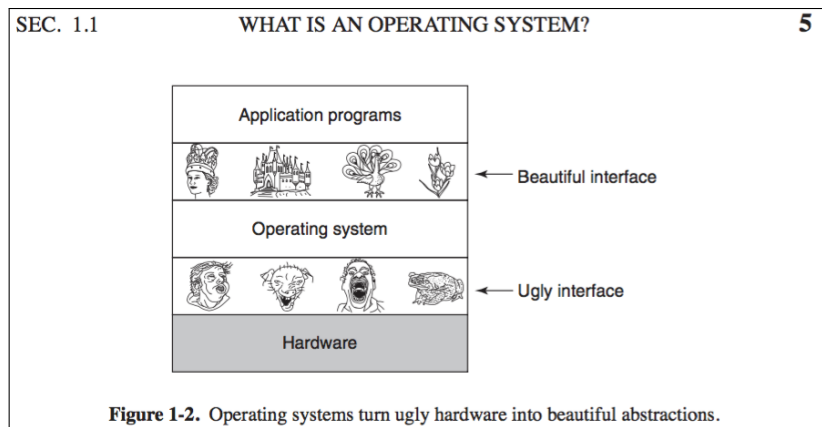 SEC. 1.1 WHAT IS AN OPERATING SYSTEM? 5
Application programs
Beautiful interface
Operating system
Ugly interface
Hardware
Figure 1-2. Operating systems turn ugly hardware into beautiful abstractions.